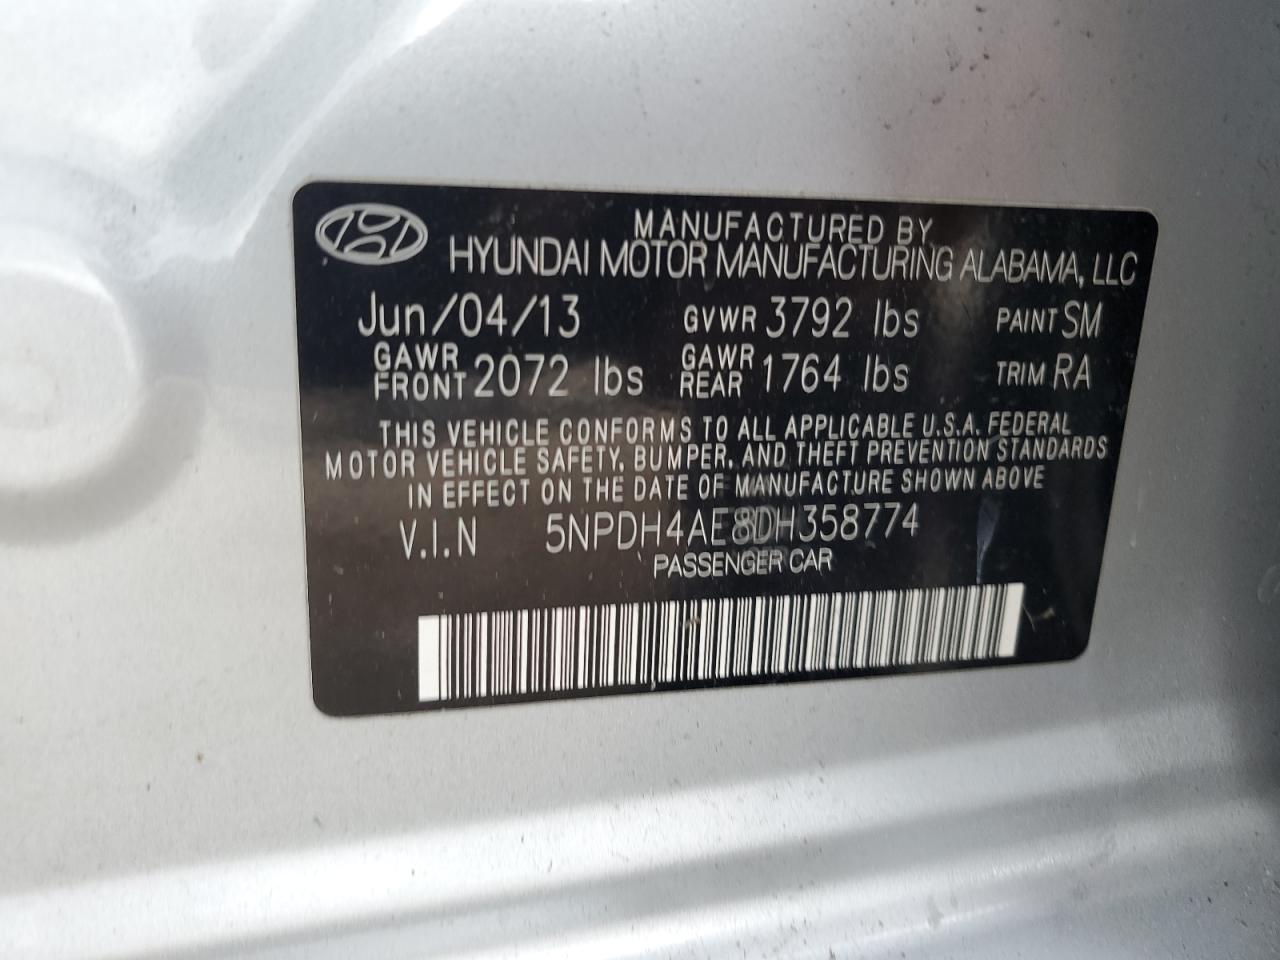 MANUFACTURED BY
HYUNDAI MOTOR MANUFACTURING ALABAMA, LLC
Jun/04/13 GVWR 3792 lbs PAINT SM
GAWR FRONT 2072 lbs GAWR REAR 1764 lbs TRIM RA
THIS VEHICLE CONFORMS TO ALL APPLICABLE U.S.A. FEDERAL
MOTOR VEHICLE SAFETY, BUMPER, AND THEFT PREVENTION STANDARDS
IN EFFECT ON THE DATE OF MANUFACTURE SHOWN ABOVE
V.I.N 5NPDH4AE8DH358774
PASSENGER CAR